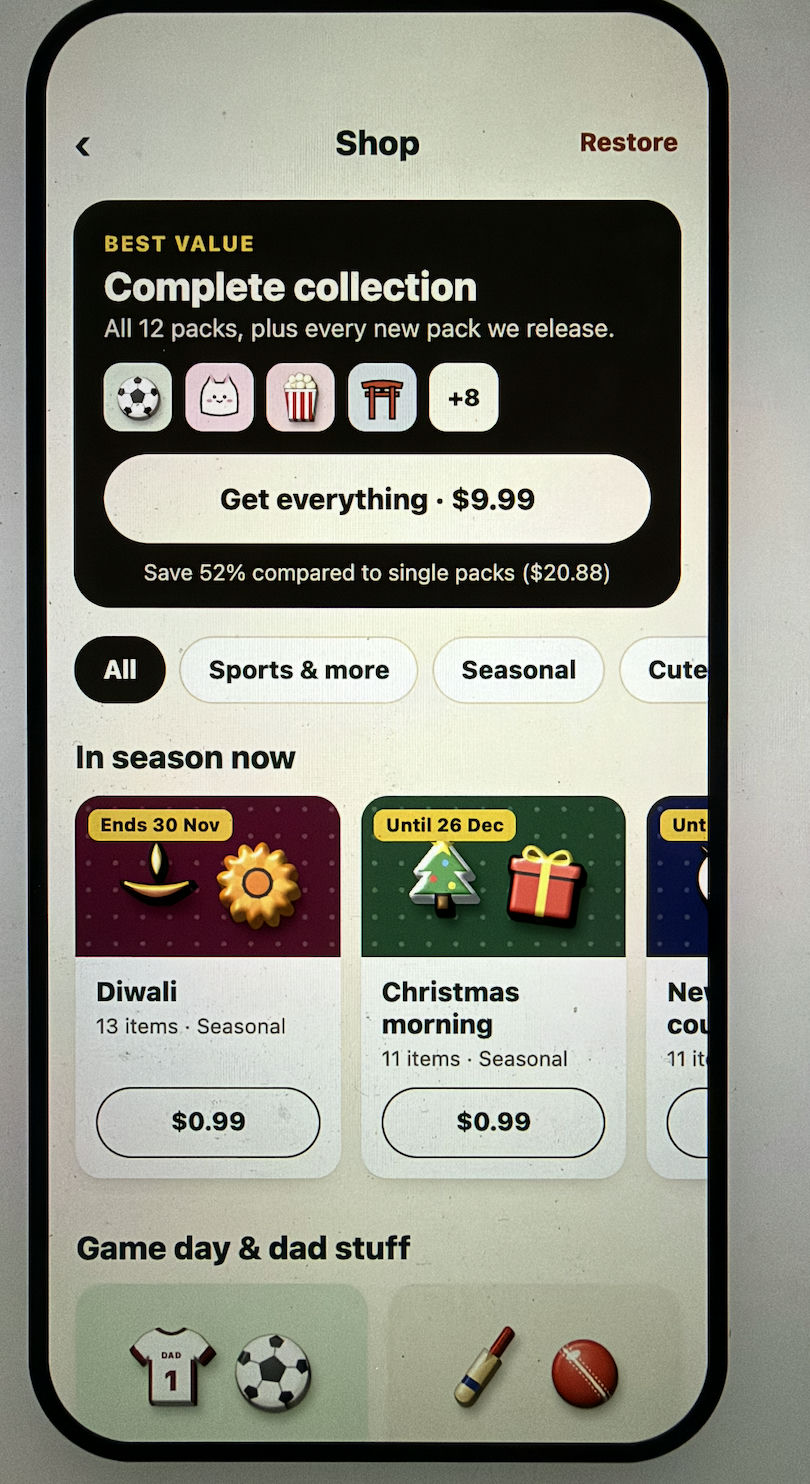 ‹
Shop
Restore
BEST VALUE
Complete collection
All 12 packs, plus every new pack we release.
+8
Get everything · $9.99
Save 52% compared to single packs ($20.88)
All
Sports & more
Seasonal
Cute
In season now
Ends 30 Nov
Until 26 Dec
Diwali
13 items · Seasonal
$0.99
Christmas
morning
11 items · Seasonal
$0.99
Game day & dad stuff
DAD
1